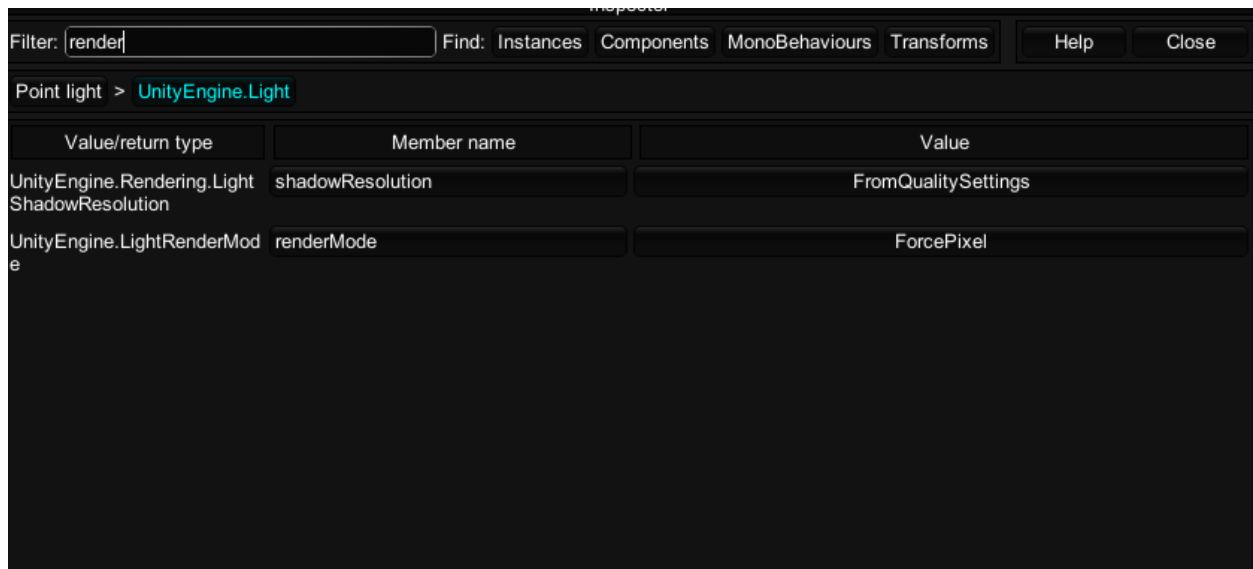 Inspector
Filter: render Find: Instances Components MonoBehaviours Transforms Help Close
Point light > UnityEngine.Light
Value/return type Member name Value
UnityEngine.Rendering.Light shadowResolution FromQualitySettings
ShadowResolution
UnityEngine.LightRenderMod renderMode ForcePixel
e